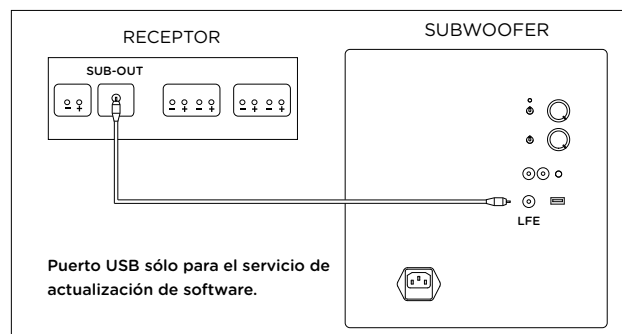 RECEPTOR
SUBWOOFER
SUB-OUT
- + - + - + - + - +
LFE
Puerto USB sólo para el servicio de
actualización de software.